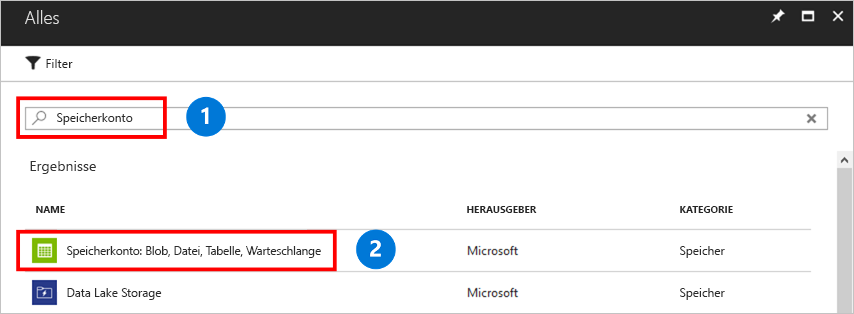 Alles
Filter
Speicherkonto
1
Ergebnisse
NAME HERAUSGEBER KATEGORIE
Speicherkonto: Blob, Datei, Tabelle, Warteschlange 2 Microsoft Speicher
Data Lake Storage Microsoft Speicher